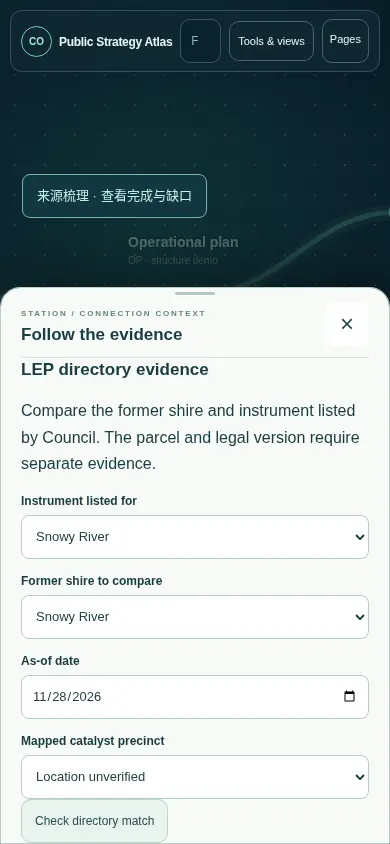 CO
Public Strategy Atlas
F
Tools & views
Pages
来源梳理 · 查看完成与缺口
Operational plan
OP · structure demo
STATION / CONNECTION CONTEXT
Follow the evidence
×
LEP directory evidence
Compare the former shire and instrument listed
by Council. The parcel and legal version require
separate evidence.
Instrument listed for
Snowy River
Former shire to compare
Snowy River
As-of date
11/28/2026
Mapped catalyst precinct
Location unverified
Check directory match